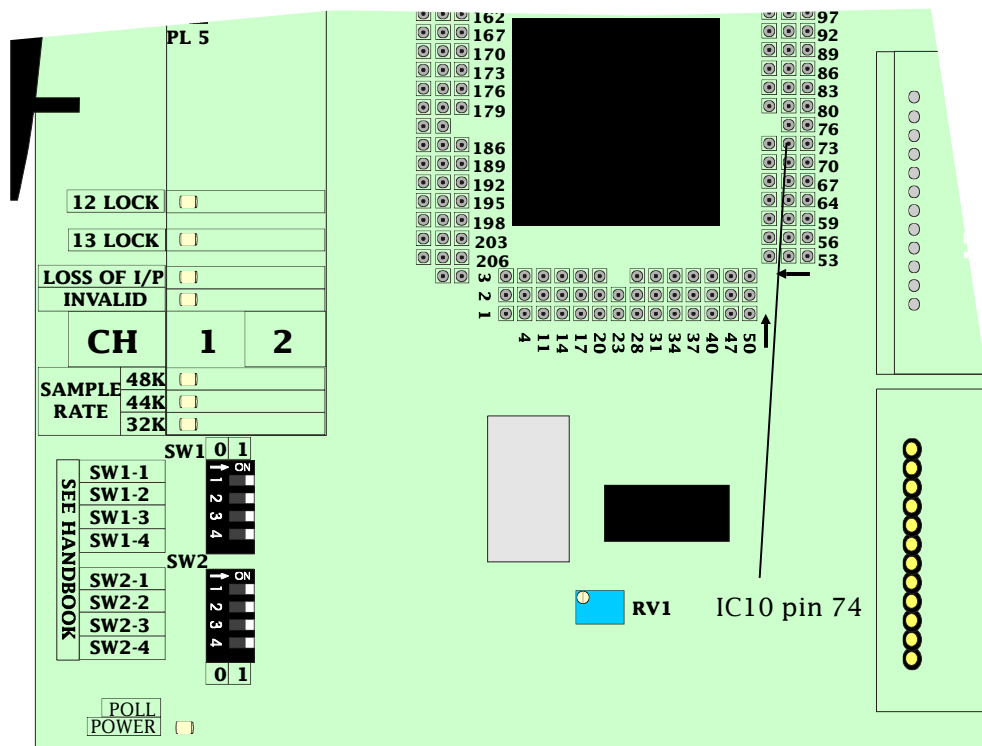 PL 5
162
167
170
173
176
179
186
189
192
195
198
203
206
97
92
89
86
83
80
76
73
70
67
64
59
56
53
3
2
1
4 11 14 17 20 23 28 31 34 37 40 47 50
12 LOCK
13 LOCK
LOSS OF I/P
INVALID
CH 1 2
SAMPLE RATE
48K
44K
32K
SW1 0 1
ON
1
2
3
4
SEE HANDBOOK
SW1-1
SW1-2
SW1-3
SW1-4
SW2
ON
1
2
3
4
SW2-1
SW2-2
SW2-3
SW2-4
0 1
RV1
IC10 pin 74
POLL
POWER